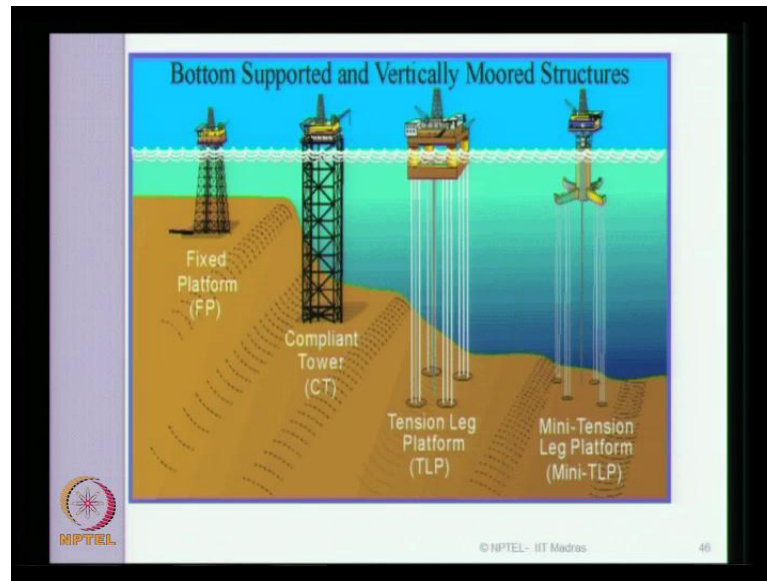 Bottom Supported and Vertically Moored Structures
Fixed
Platform
(FP)
Compliant
Tower
(CT)
Tension Leg
Platform
(TLP)
Mini-Tension
Leg Platform
(Mini-TLP)
NPTEL
© NPTEL- IIT Madras
46